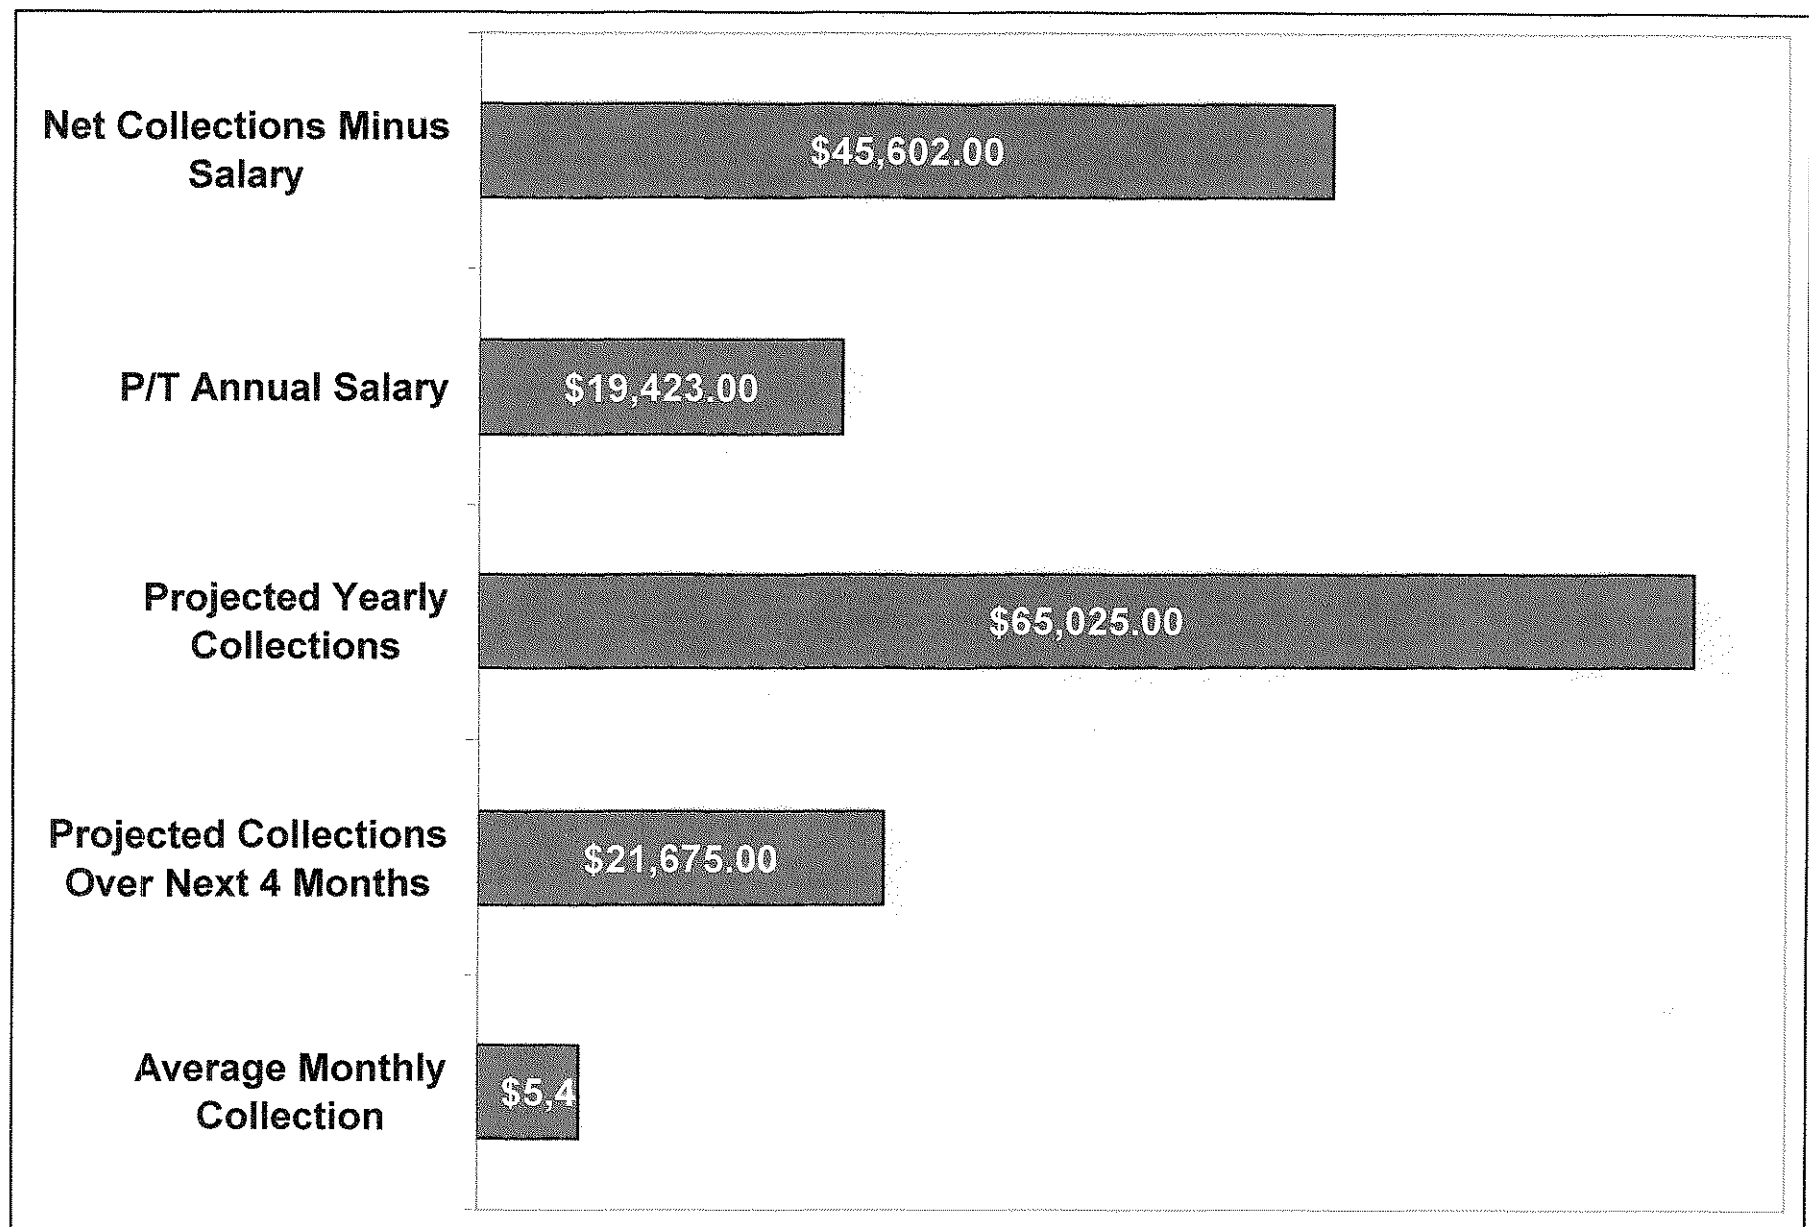 Net Collections Minus
Salary
$45,602.00
P/T Annual Salary
$19,423.00
Projected Yearly
Collections
$65,025.00
Projected Collections
Over Next 4 Months
$21,675.00
Average Monthly
Collection
$5,4